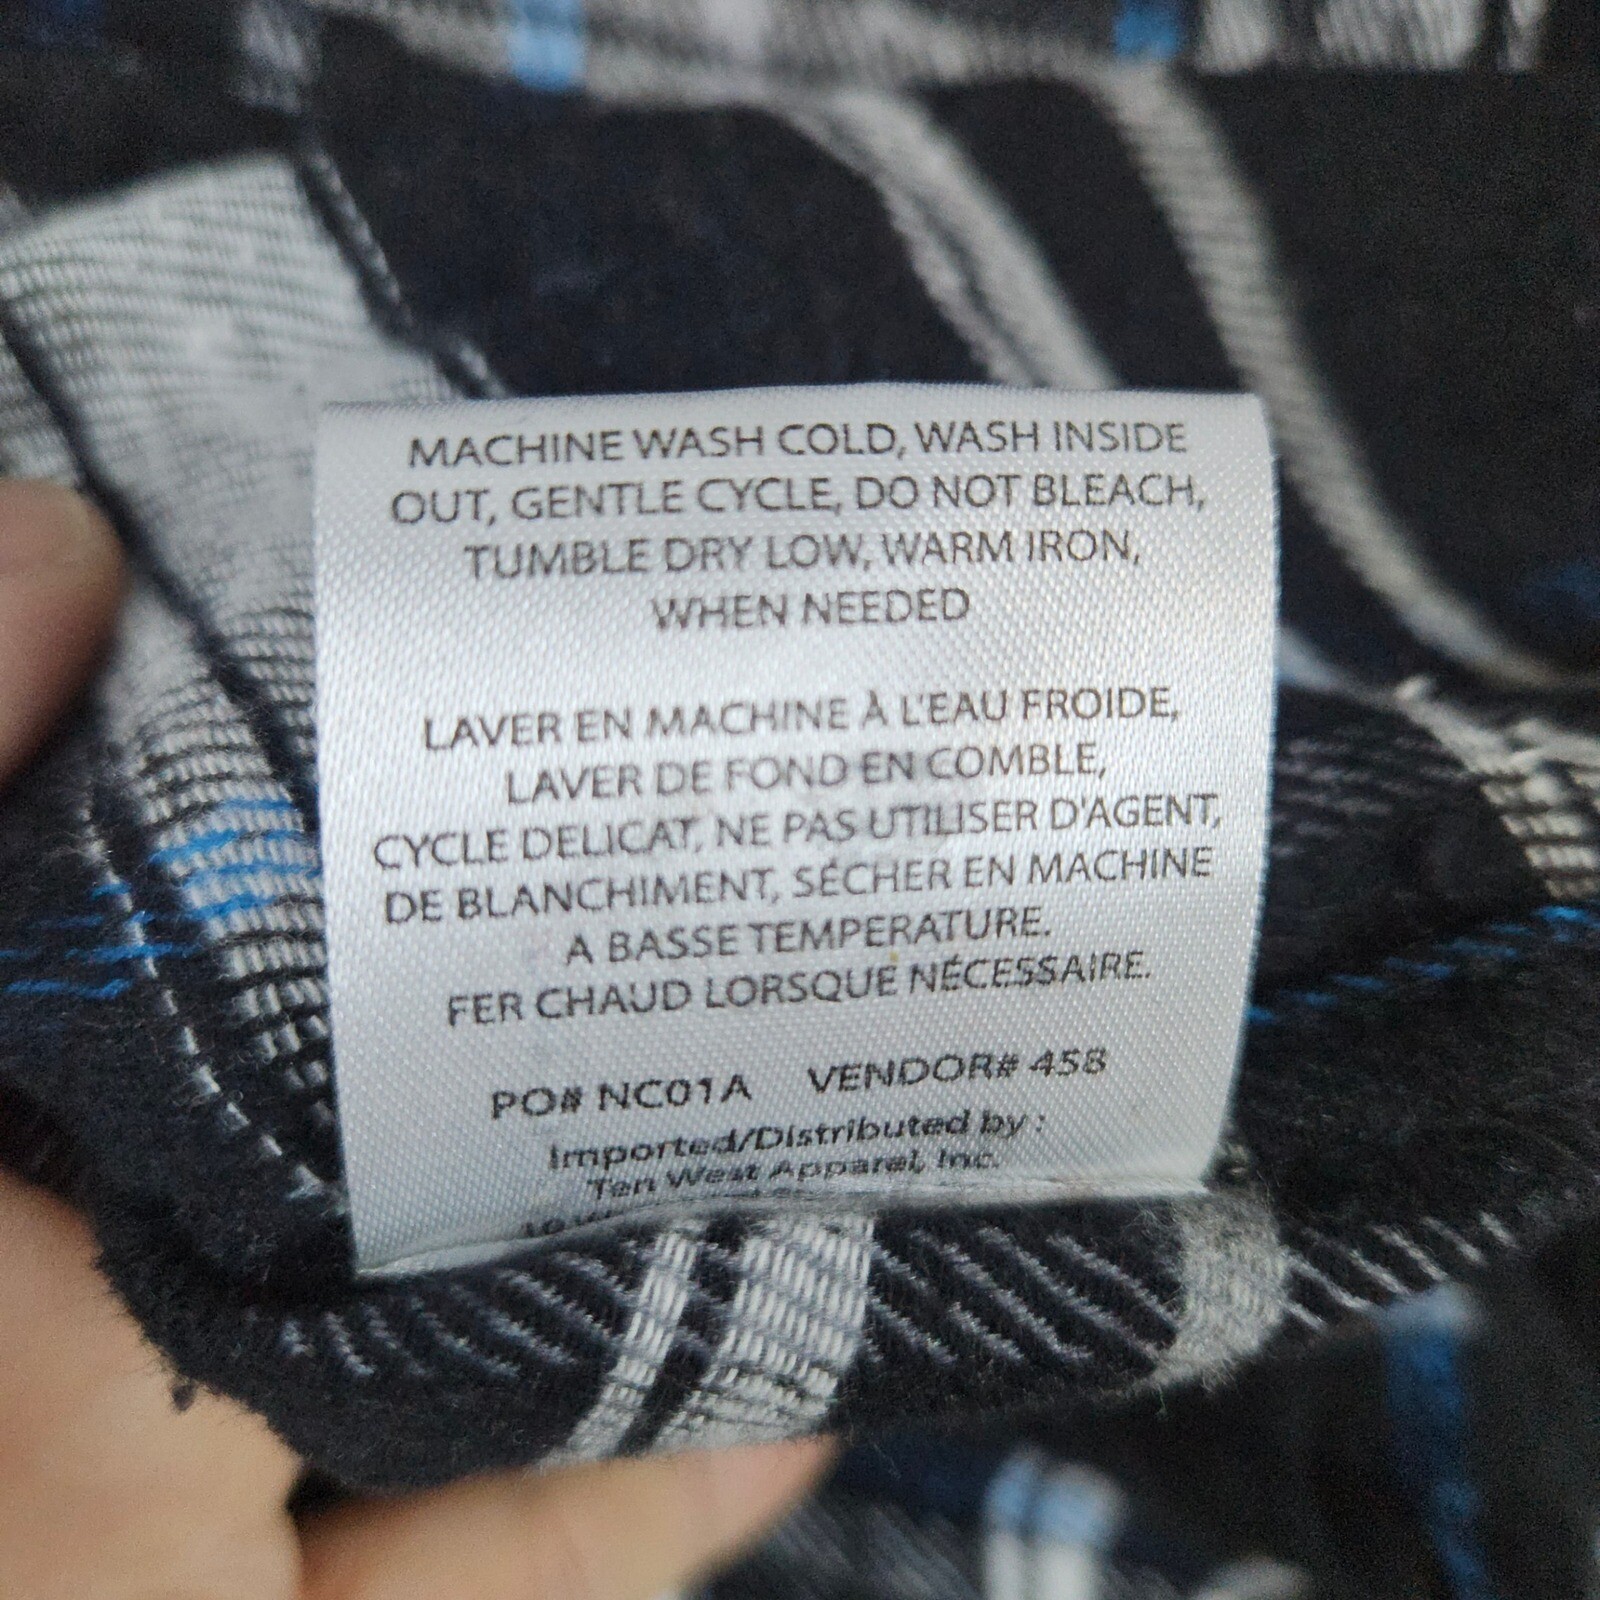 MACHINE WASH COLD, WASH INSIDE
OUT, GENTLE CYCLE, DO NOT BLEACH,
TUMBLE DRY LOW, WARM IRON,
WHEN NEEDED
LAVER EN MACHINE À L'EAU FROIDE,
LAVER DE FOND EN COMBLE,
CYCLE DELICAT, NE PAS UTILISER D'AGENT,
DE BLANCHIMENT, SÉCHER EN MACHINE
A BASSE TEMPERATURE.
FER CHAUD LORSQUE NÉCESSAIRE.
PO# NC01A VENDOR# 458
Imported/Distributed by :
Ten West Apparel, Inc.